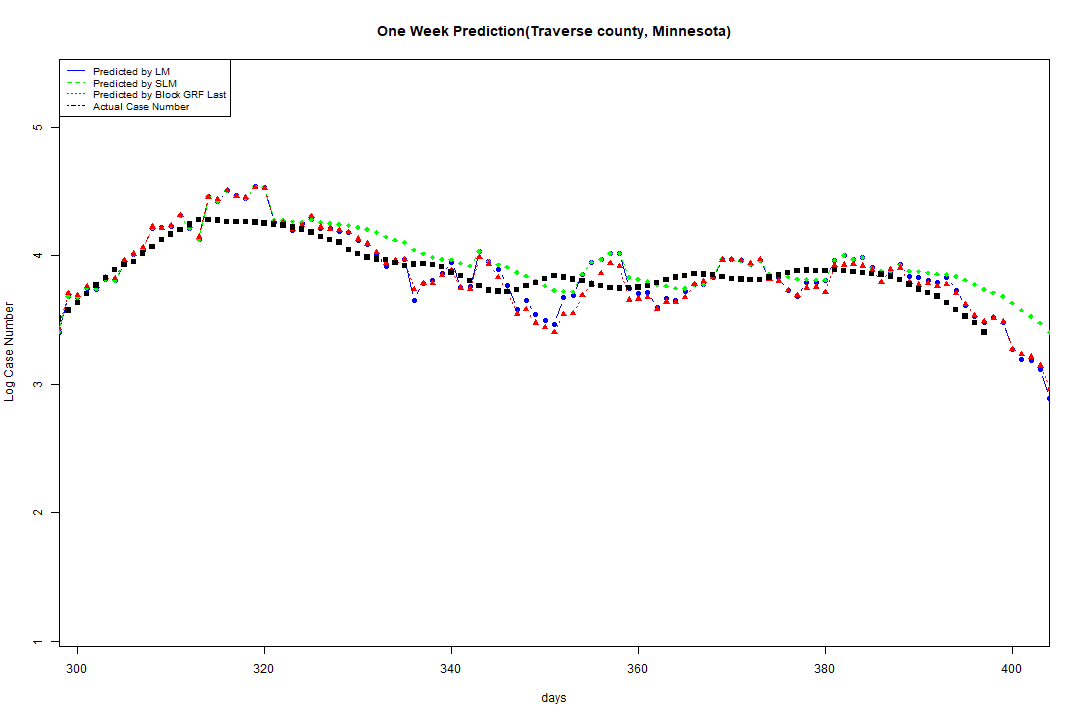 One Week Prediction(Traverse county, Minnesota)
Predicted by LM
Predicted by SLM
Predicted by Block GRF Last
Actual Case Number
Log Case Number
5
4
3
2
1
300 320 340 360 380 400
days